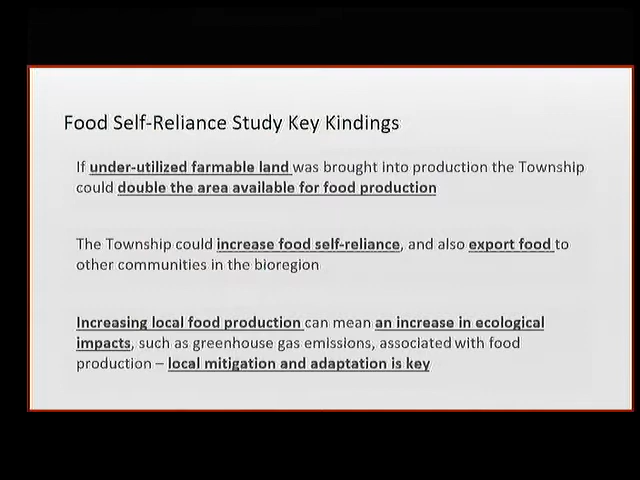 Food Self-Reliance Study Key Kindings
If under-utilized farmable land was brought into production the Township
could double the area available for food production
The Township could increase food self-reliance, and also export food to
other communities in the bioregion
Increasing local food production can mean an increase in ecological
impacts, such as greenhouse gas emissions, associated with food
production – local mitigation and adaptation is key